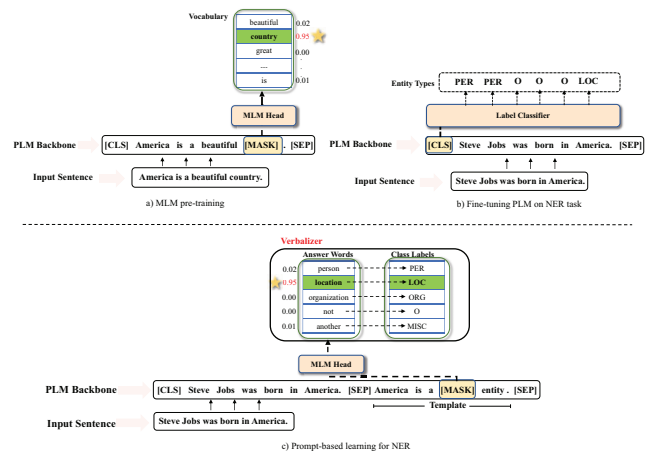 Vocabulary
beautiful 0.02
country 0.95
great 0.00
...
is 0.01
MLM Head
PLM Backbone [CLS] America is a beautiful [MASK] . [SEP]
Input Sentence America is a beautiful country.
a) MLM pre-training
Entity Types PER PER O O O LOC
Label Classifier
PLM Backbone [CLS] Steve Jobs was born in America. [SEP]
Input Sentence Steve Jobs was born in America.
b) Fine-tuning PLM on NER task
Verbalizer
Answer Words Class Labels
0.02 person PER
0.95 location LOC
0.00 organization ORG
0.00 not O
0.01 another MISC
MLM Head
PLM Backbone [CLS] Steve Jobs was born in America. [SEP] America is a [MASK] entity . [SEP]
Template
Input Sentence Steve Jobs was born in America.
c) Prompt-based learning for NER